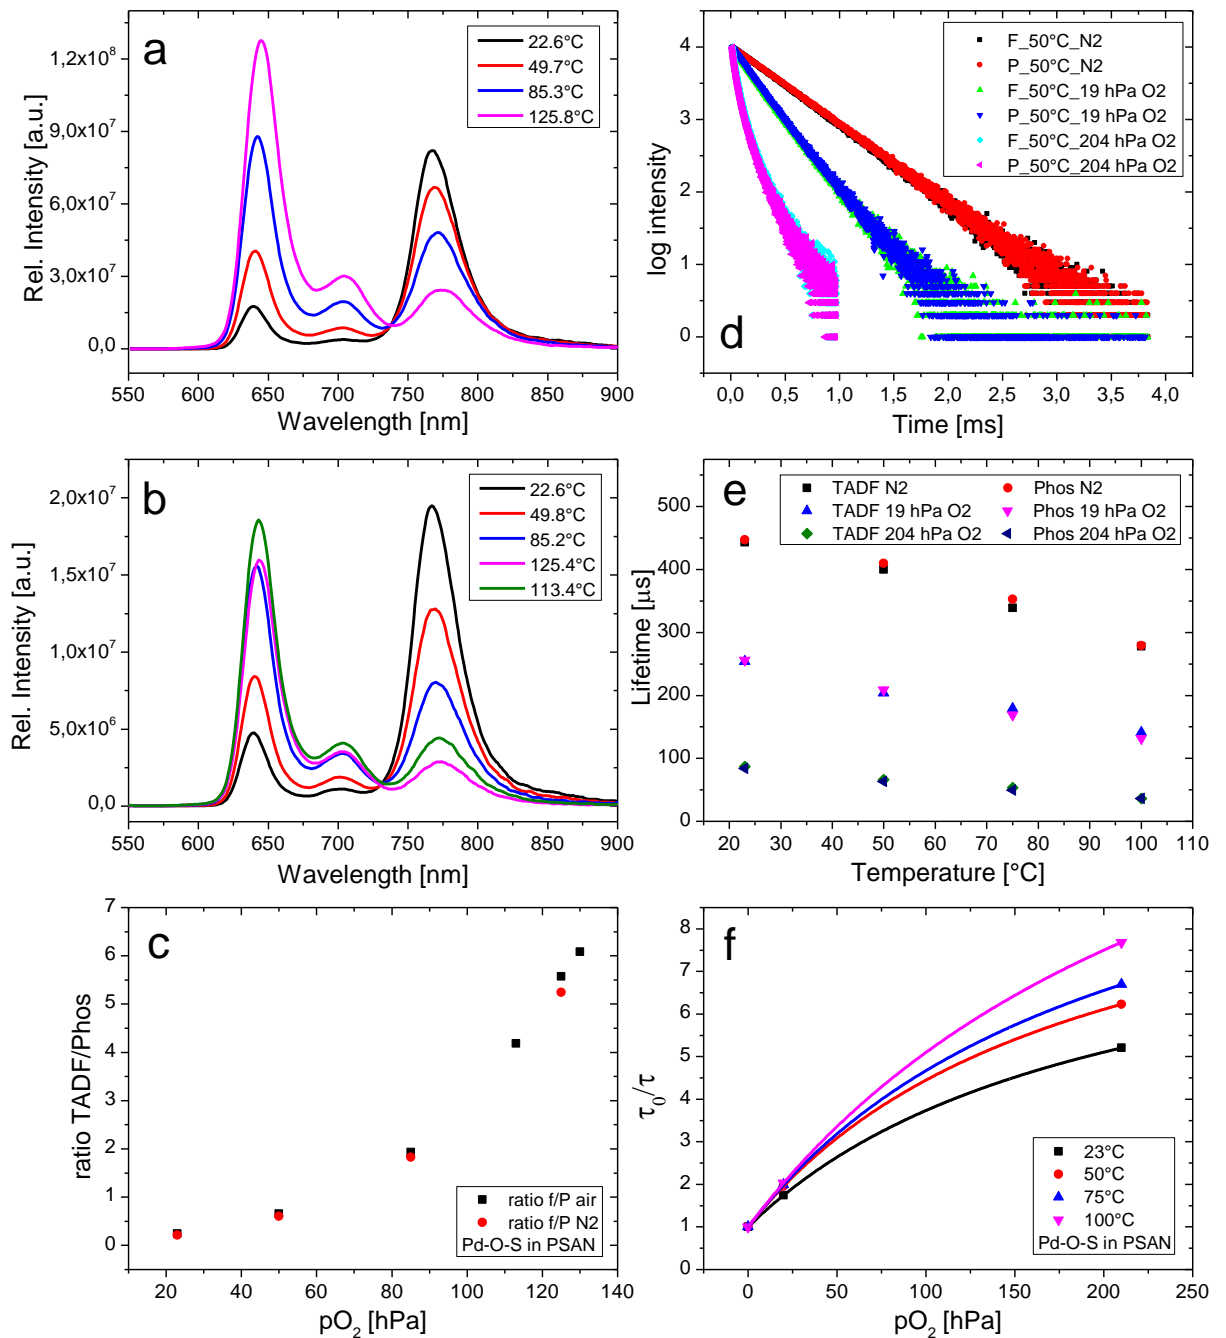 a
22.6°C
49.7°C
85.3°C
125.8°C
1,2x10^8
9,0x10^7
6,0x10^7
3,0x10^7
0,0
Rel. Intensity [a.u.]
550 600 650 700 750 800 850 900
Wavelength [nm]
d
F_50°C_N2
P_50°C_N2
F_50°C_19 hPa O2
P_50°C_19 hPa O2
F_50°C_204 hPa O2
P_50°C_204 hPa O2
4
3
2
1
0
log intensity
0,0 0,5 1,0 1,5 2,0 2,5 3,0 3,5 4,0
Time [ms]
b
22.6°C
49.8°C
85.2°C
125.4°C
113.4°C
2,0x10^7
1,5x10^7
1,0x10^7
5,0x10^6
0,0
Rel. Intensity [a.u.]
550 600 650 700 750 800 850 900
Wavelength [nm]
e
TADF N2 Phos N2
TADF 19 hPa O2 Phos 19 hPa O2
TADF 204 hPa O2 Phos 204 hPa O2
500
400
300
200
100
0
Lifetime [µs]
20 30 40 50 60 70 80 90 100 110
Temperature [°C]
c
7
6
5
4
3
2
1
0
ratio TADF/Phos
ratio f/P air
ratio f/P N2
Pd-O-S in PSAN
0 20 40 60 80 100 120 140
pO₂ [hPa]
f
8
7
6
5
4
3
2
1
0
τ₀/τ
23°C
50°C
75°C
100°C
Pd-O-S in PSAN
0 50 100 150 200 250
pO₂ [hPa]